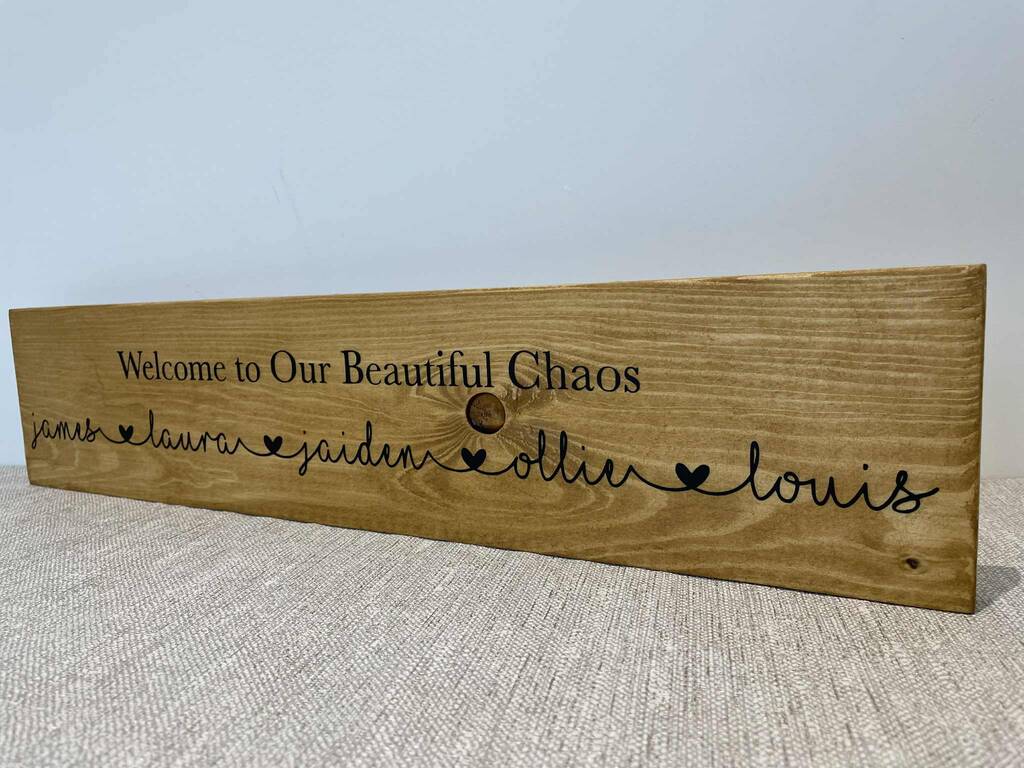 Welcome to Our Beautiful Chaos
james laura jaiden ollie louis